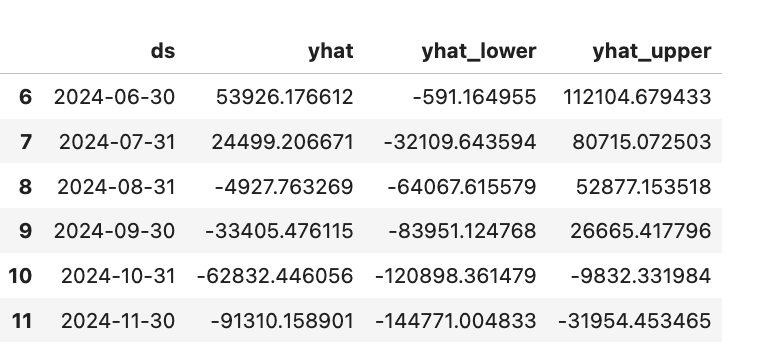 ds yhat yhat_lower yhat_upper
6 2024-06-30 53926.176612 -591.164955 112104.679433
7 2024-07-31 24499.206671 -32109.643594 80715.072503
8 2024-08-31 -4927.763269 -64067.615579 52877.153518
9 2024-09-30 -33405.476115 -83951.124768 26665.417796
10 2024-10-31 -62832.446056 -120898.361479 -9832.331984
11 2024-11-30 -91310.158901 -144771.004833 -31954.453465